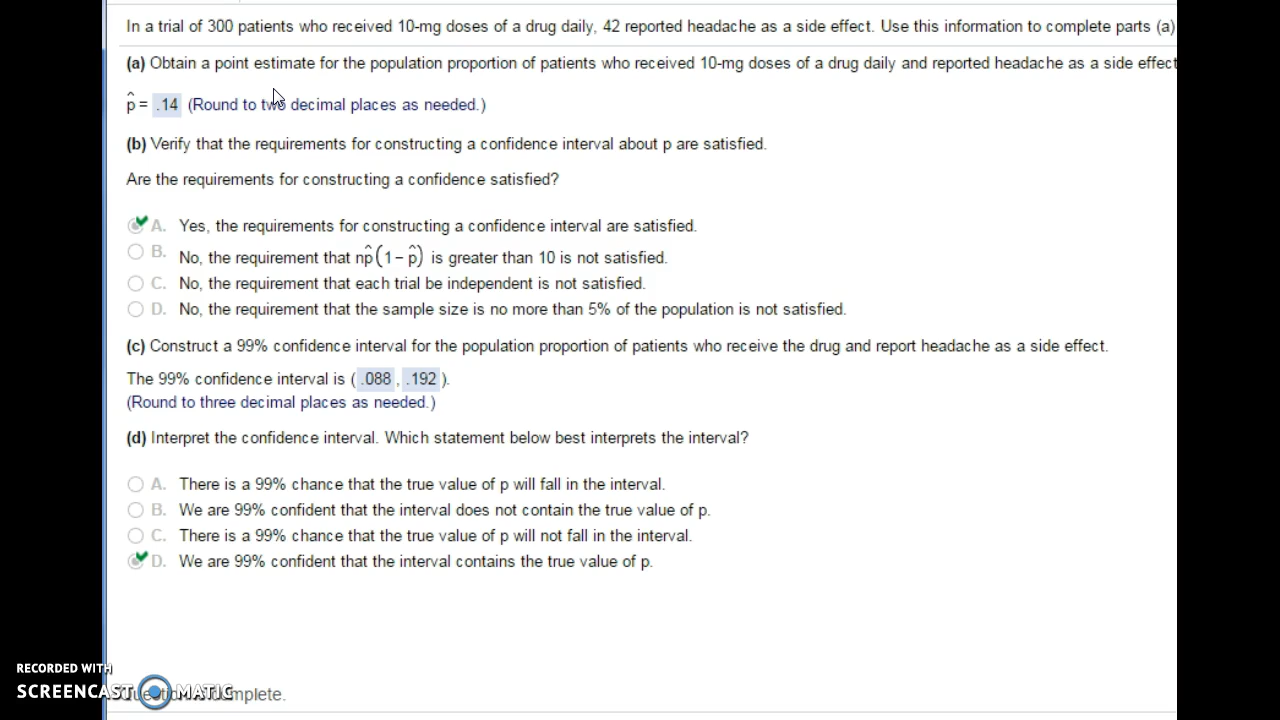 In a trial of 300 patients who received 10-mg doses of a drug daily, 42 reported headache as a side effect. Use this information to complete parts (a)
(a) Obtain a point estimate for the population proportion of patients who received 10-mg doses of a drug daily and reported headache as a side effect
p̂ = .14 (Round to two decimal places as needed.)
(b) Verify that the requirements for constructing a confidence interval about p are satisfied.
Are the requirements for constructing a confidence satisfied?
A. Yes, the requirements for constructing a confidence interval are satisfied.
B. No, the requirement that np̂(1 − p̂) is greater than 10 is not satisfied.
C. No, the requirement that each trial be independent is not satisfied.
D. No, the requirement that the sample size is no more than 5% of the population is not satisfied.
(c) Construct a 99% confidence interval for the population proportion of patients who receive the drug and report headache as a side effect.
The 99% confidence interval is ( .088 , .192 ).
(Round to three decimal places as needed.)
(d) Interpret the confidence interval. Which statement below best interprets the interval?
A. There is a 99% chance that the true value of p will fall in the interval.
B. We are 99% confident that the interval does not contain the true value of p.
C. There is a 99% chance that the true value of p will not fall in the interval.
D. We are 99% confident that the interval contains the true value of p.
RECORDED WITH
SCREENCAST MATIC